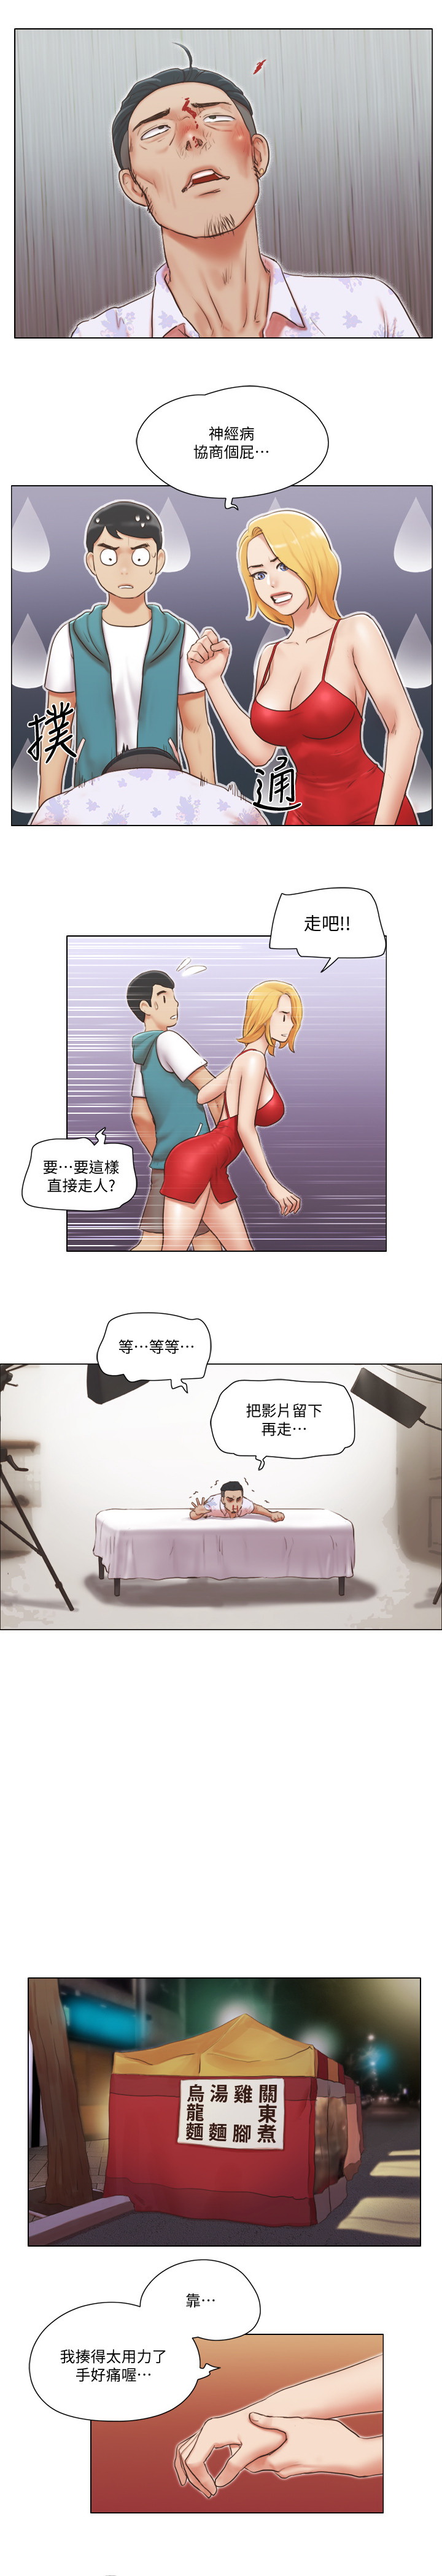 神經病
協商個屁⋯
撲
通
走吧!!
要⋯要這樣
直接走人?
等⋯等等⋯
把影片留下
再走⋯
關東煮
雞腳
湯麵
烏龍麵
靠⋯
我揍得太用力了
手好痛喔⋯